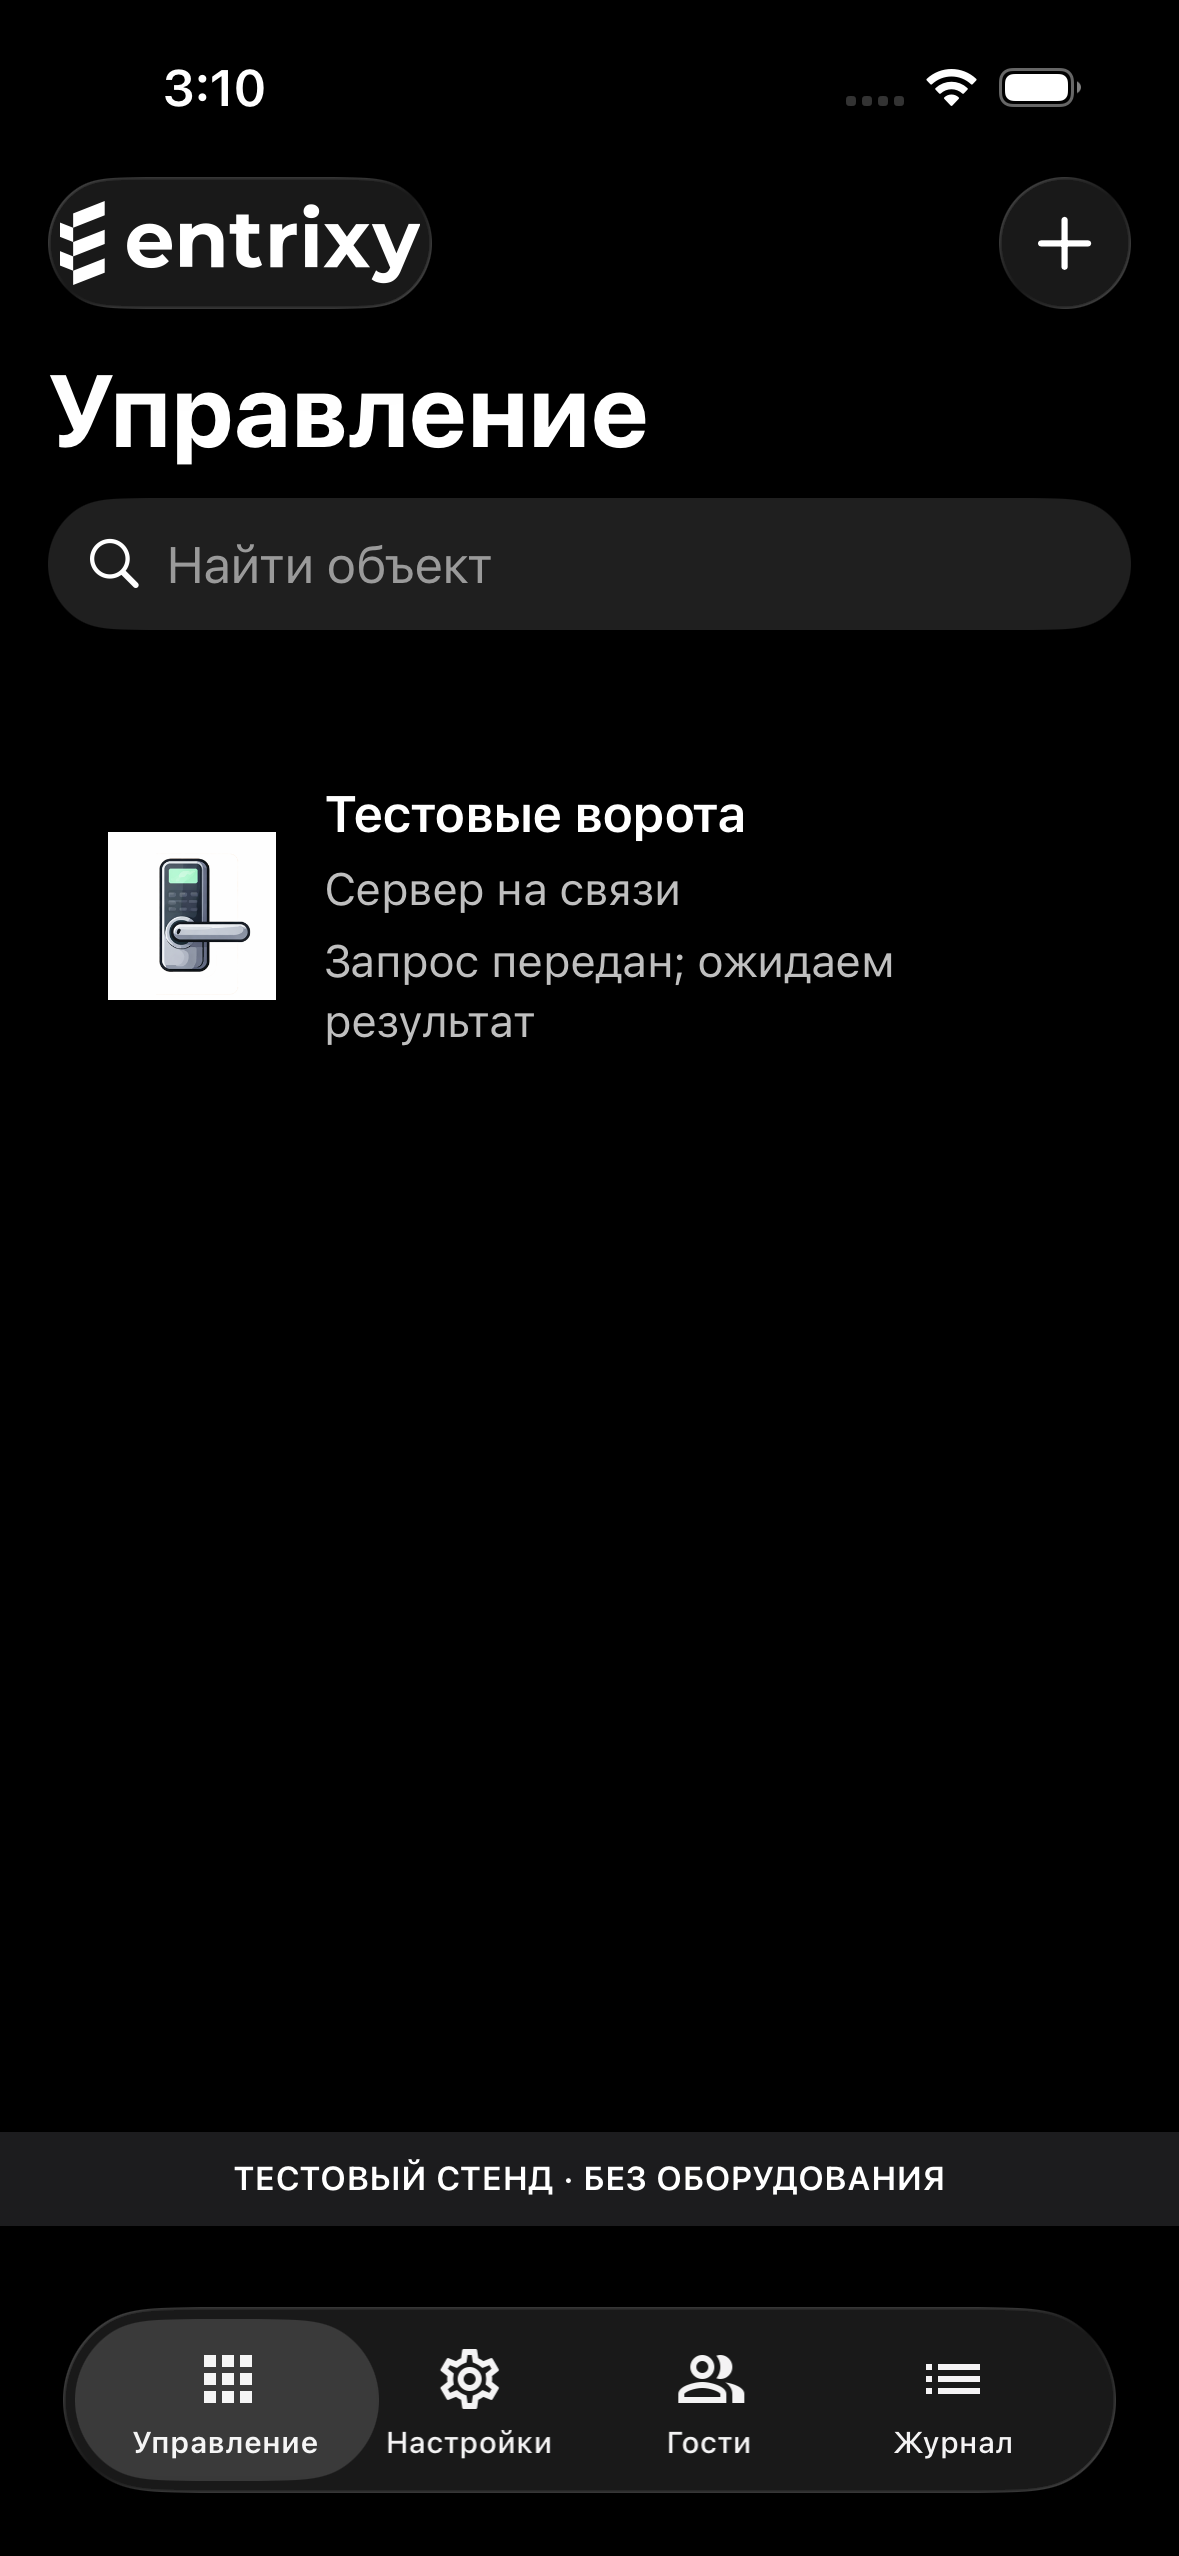 3:10
entrixy
Управление
Найти объект
Тестовые ворота
Сервер на связи
Запрос передан; ожидаем
результат
ТЕСТОВЫЙ СТЕНД · БЕЗ ОБОРУДОВАНИЯ
Управление Настройки Гости Журнал